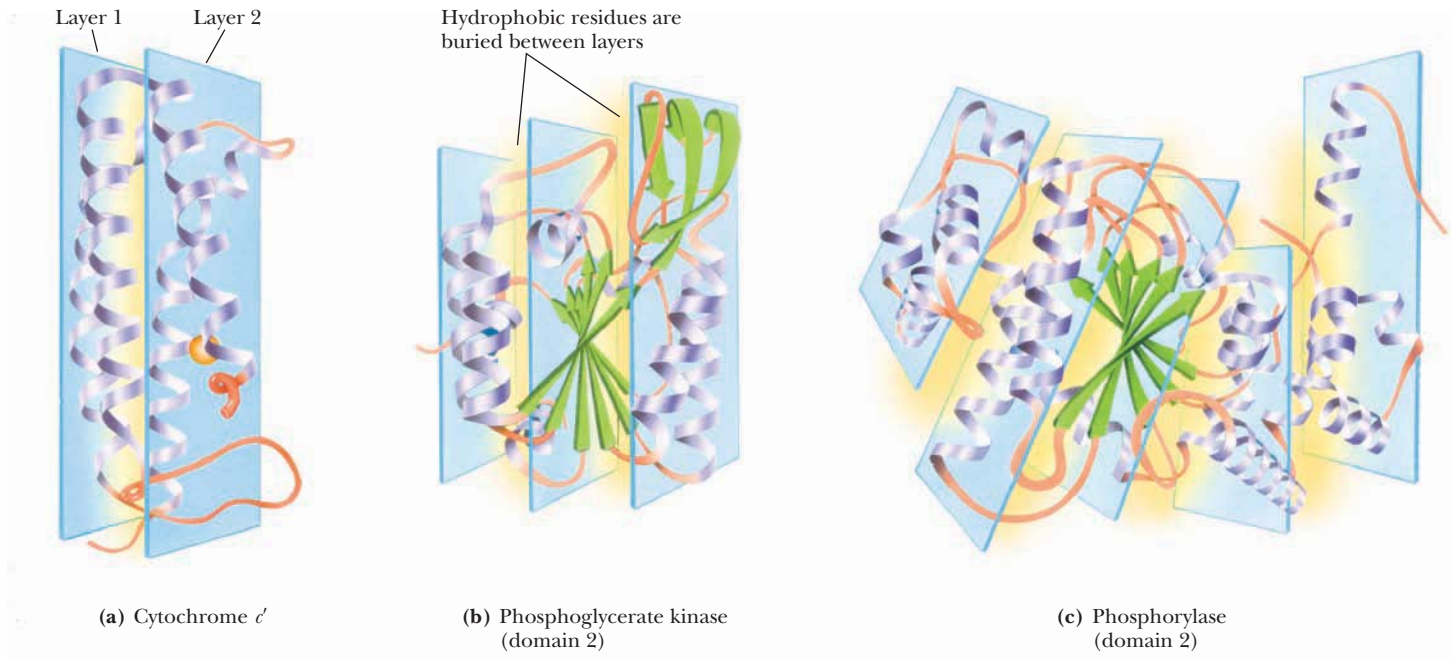 Layer 1
Layer 2
Hydrophobic residues are
buried between layers
(a) Cytochrome c′
(b) Phosphoglycerate kinase
(domain 2)
(c) Phosphorylase
(domain 2)